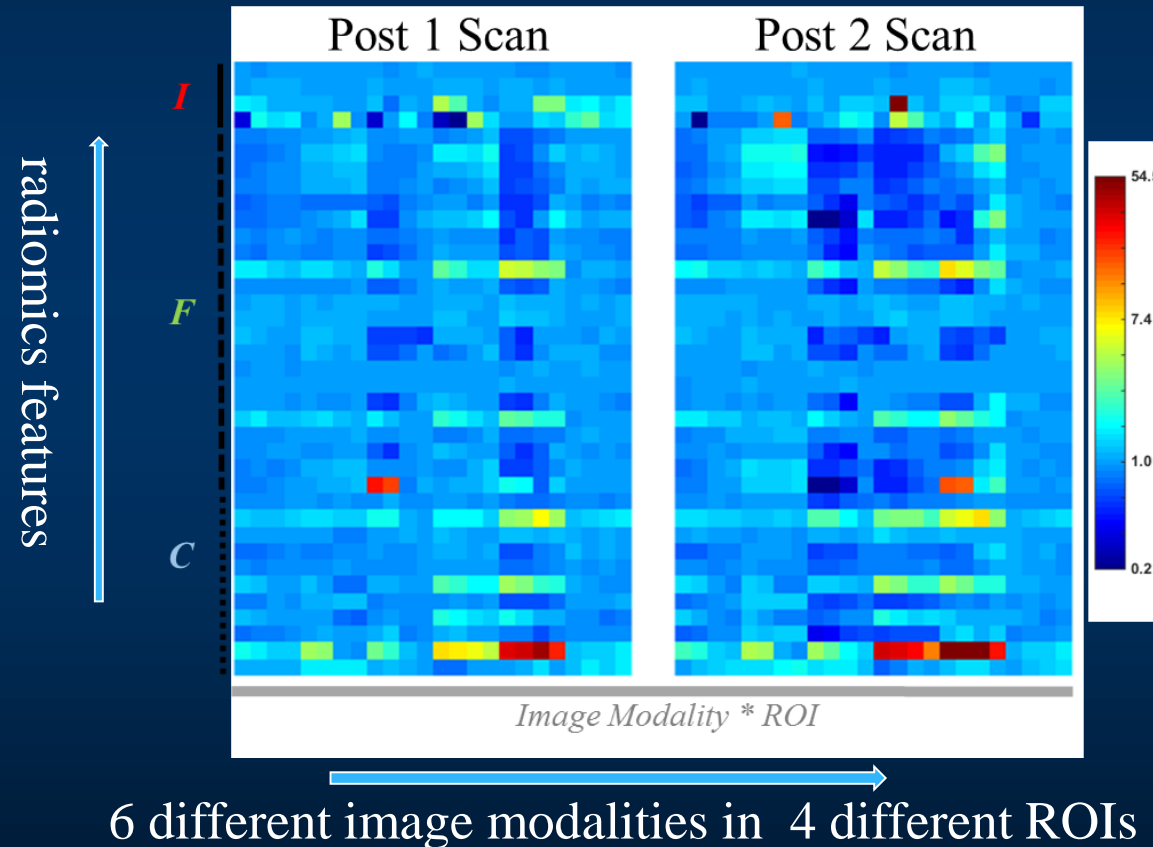 Post 1 Scan
Post 2 Scan
I
F
C
radiomics features
7.4
1.0
0.2
Image Modality * ROI
6 different image modalities in 4 different ROIs